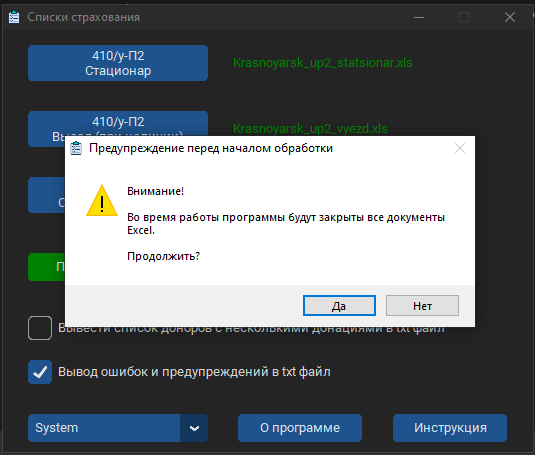 Списки страхования
410/у-П2
Стационар
Krasnoyarsk_up2_statsionar.xls
410/у-П2
Krasnoyarsk_up2_vyezd.xls
Предупреждение перед началом обработки
Внимание!
Во время работы программы будут закрыты все документы
Excel.
Продолжить?
Да
Нет
Вывести список доноров с несколькими донациями в txt файл
Вывод ошибок и предупреждений в txt файл
System
О программе
Инструкция